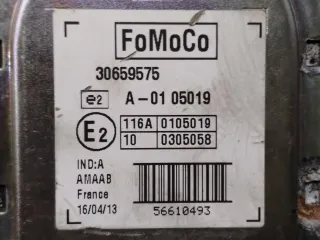 FoMoCo
30659575
e2 A-01 05019
E2 116A 0105019
10 0305058
IND:A
AMAAB
France
16/04/13 56610493